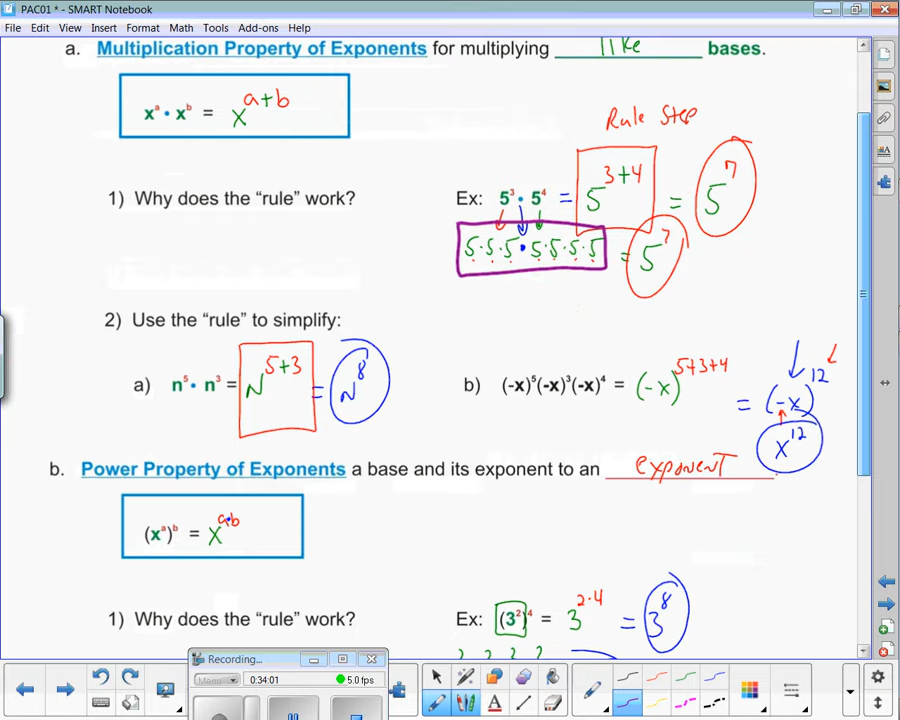 PAC01 * - SMART Notebook
File Edit View Insert Format Math Tools Add-ons Help
a. Multiplication Property of Exponents for multiplying like bases.
xᵃ • xᵇ = x^(a+b)
Rule Step
1) Why does the “rule” work? Ex: 5³ • 5⁴ = 5^(3+4) = 5⁷
5·5·5•5·5·5·5 = 5⁷
2) Use the “rule” to simplify:
a) n⁵ • n³ = N^(5+3) = N⁸ b) (-x)⁵(-x)³(-x)⁴ = (-x)^(5+3+4) = (-x)¹²
x¹²
b. Power Property of Exponents a base and its exponent to an exponent
(xᵃ)ᵇ = x^(a•b)
1) Why does the “rule” work? Ex: (3²)⁴ = 3^(2·4) = 3⁸
Recording...
Menu 0:34:01 5.0 fps